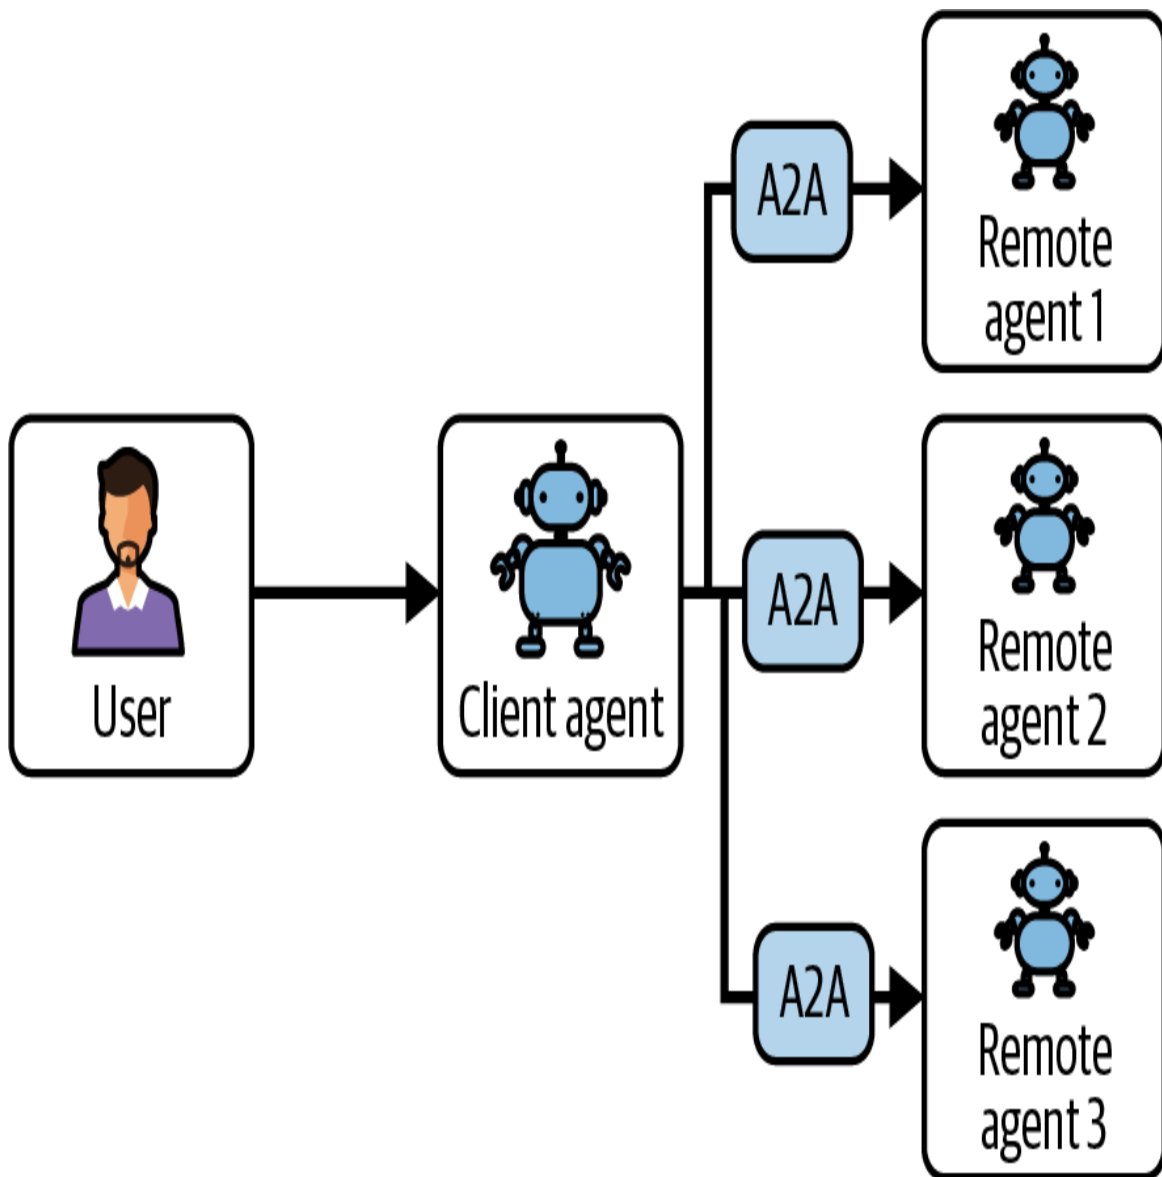 User
Client agent
A2A
Remote
agent 1
A2A
Remote
agent 2
A2A
Remote
agent 3